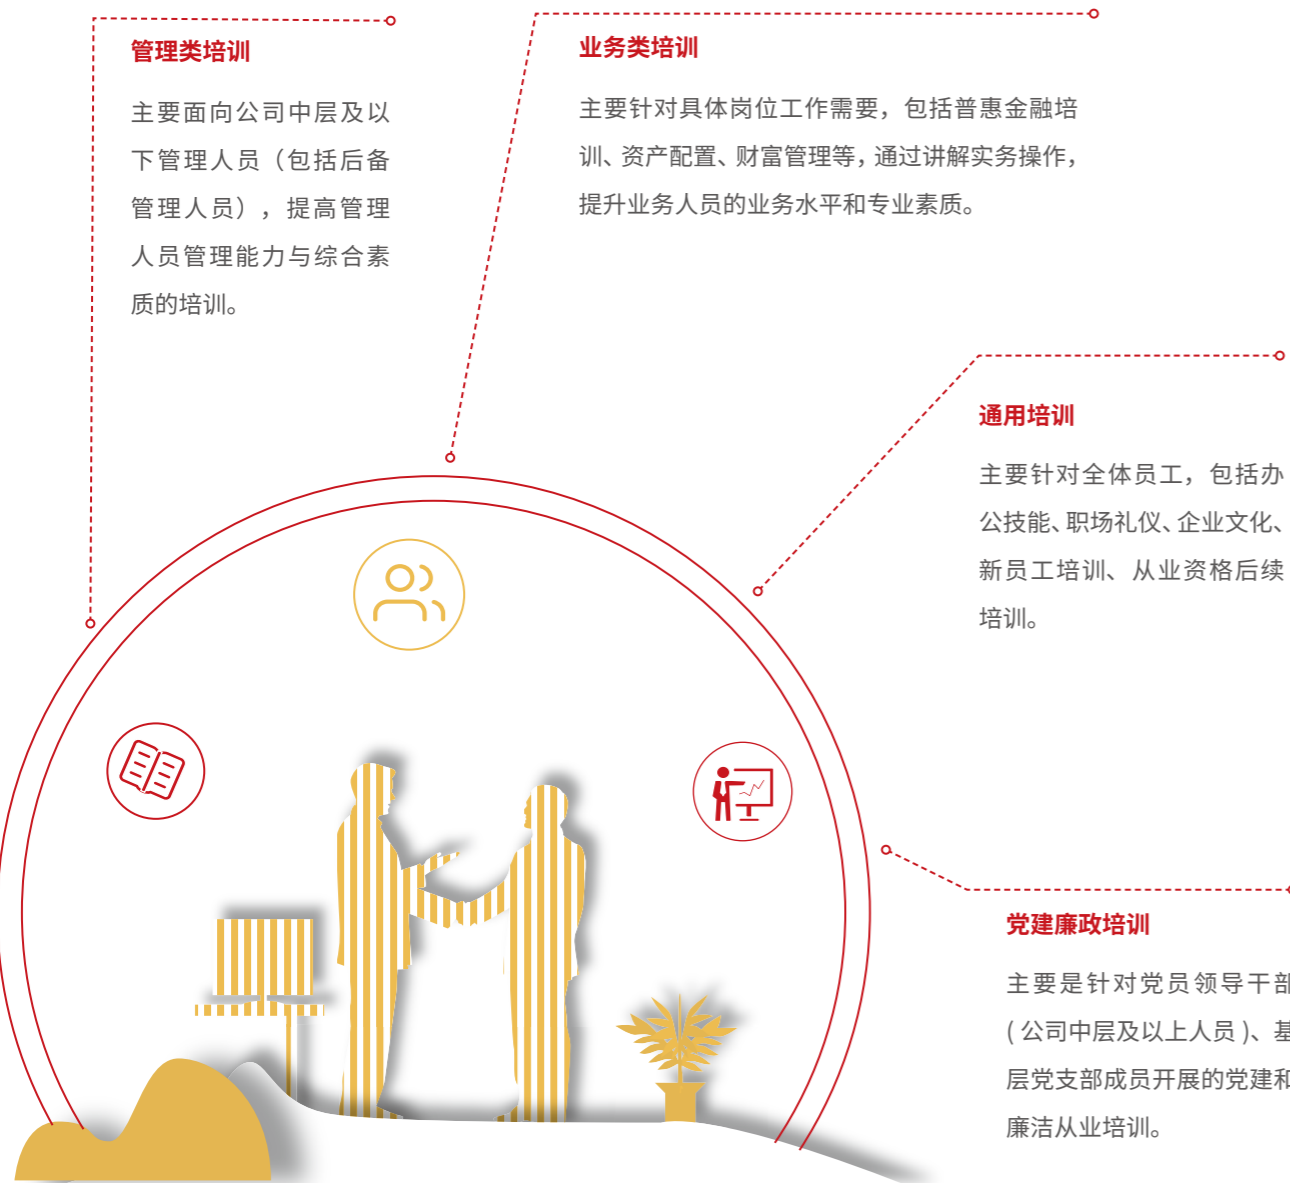 管理类培训
主要面向公司中层及以
下管理人员（包括后备
管理人员），提高管理
人员管理能力与综合素
质的培训。
业务类培训
主要针对具体岗位工作需要，包括普惠金融培
训、资产配置、财富管理等，通过讲解实务操作，
提升业务人员的业务水平和专业素质。
通用培训
主要针对全体员工，包括办
公技能、职场礼仪、企业文化、
新员工培训、从业资格后续
培训。
党建廉政培训
主要是针对党员领导干部
( 公司中层及以上人员 )、基
层党支部成员开展的党建和
廉洁从业培训。